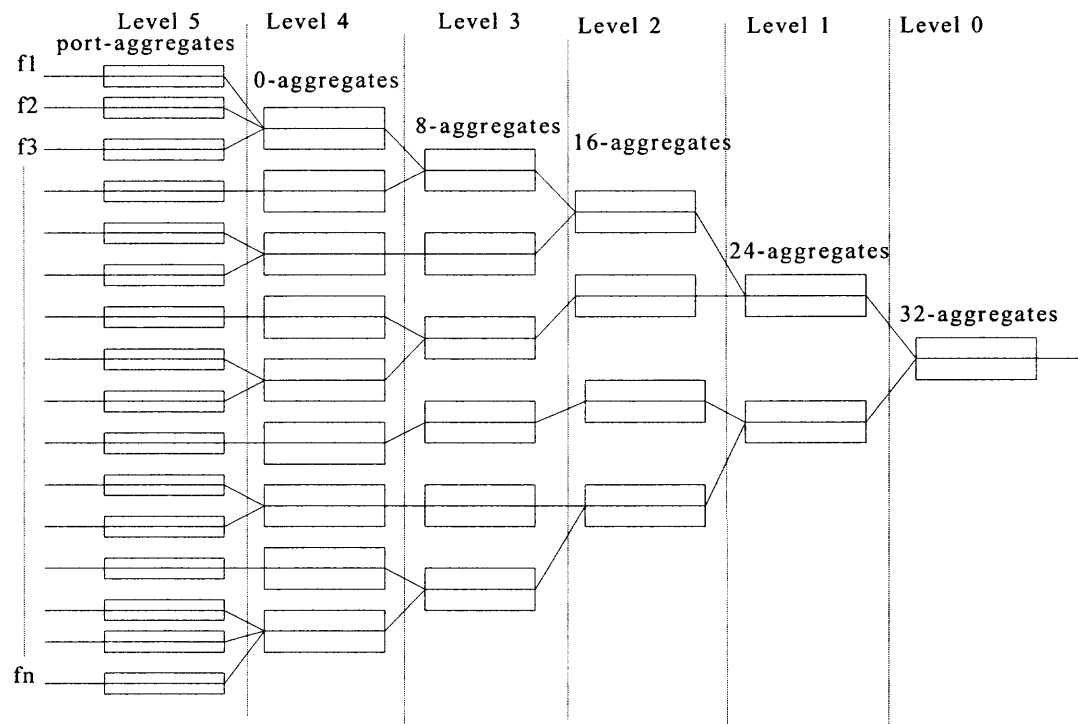 Level 5
Level 4
Level 3
Level 2
Level 1
Level 0
port-aggregates
0-aggregates
8-aggregates
16-aggregates
24-aggregates
32-aggregates
f1
f2
f3
fn